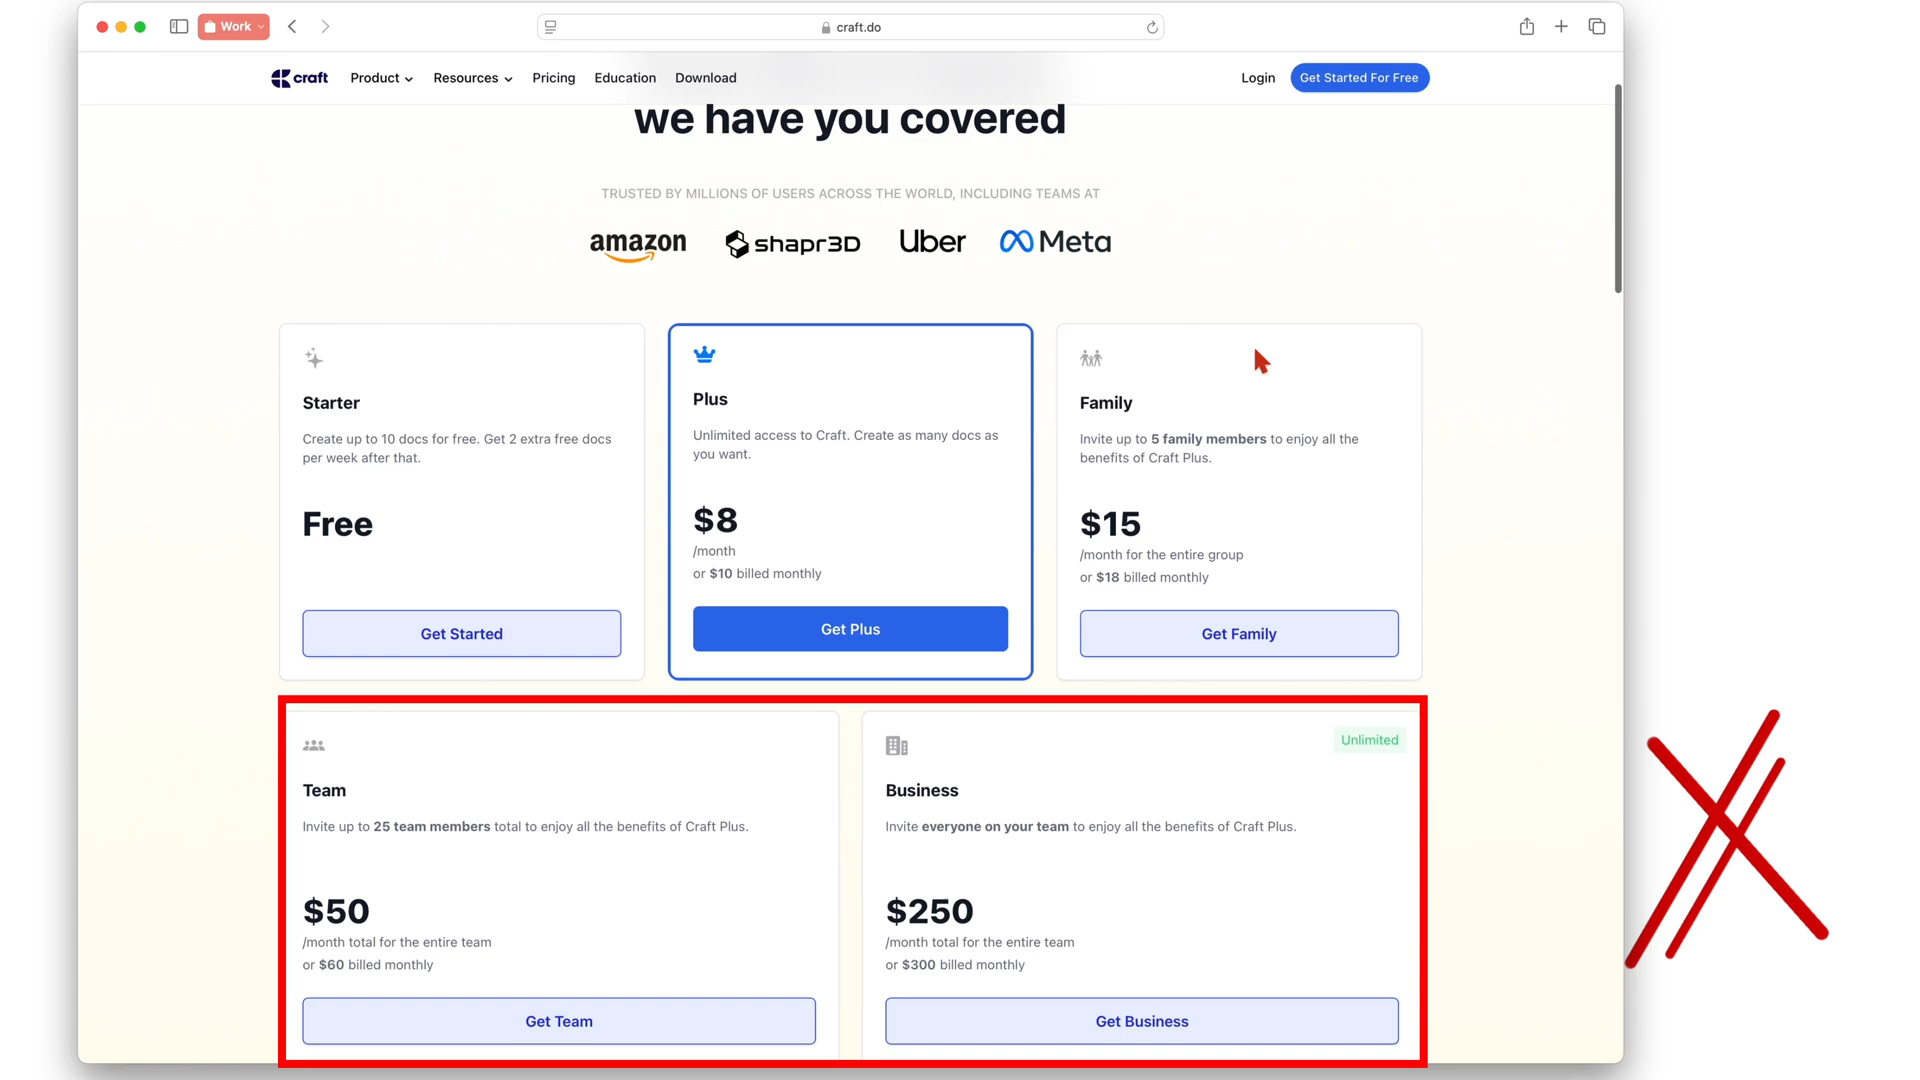 Work
craft.do
craft
Product
Resources
Pricing
Education
Download
Login
Get Started For Free
we have you covered
TRUSTED BY MILLIONS OF USERS ACROSS THE WORLD, INCLUDING TEAMS AT
amazon
shapr3D
Uber
Meta
Starter
Create up to 10 docs for free. Get 2 extra free docs
per week after that.
Free
Get Started
Plus
Unlimited access to Craft. Create as many docs as
you want.
$8
/month
or $10 billed monthly
Get Plus
Family
Invite up to 5 family members to enjoy all the
benefits of Craft Plus.
$15
/month for the entire group
or $18 billed monthly
Get Family
Team
Invite up to 25 team members total to enjoy all the benefits of Craft Plus.
$50
/month total for the entire team
or $60 billed monthly
Get Team
Unlimited
Business
Invite everyone on your team to enjoy all the benefits of Craft Plus.
$250
/month total for the entire team
or $300 billed monthly
Get Business